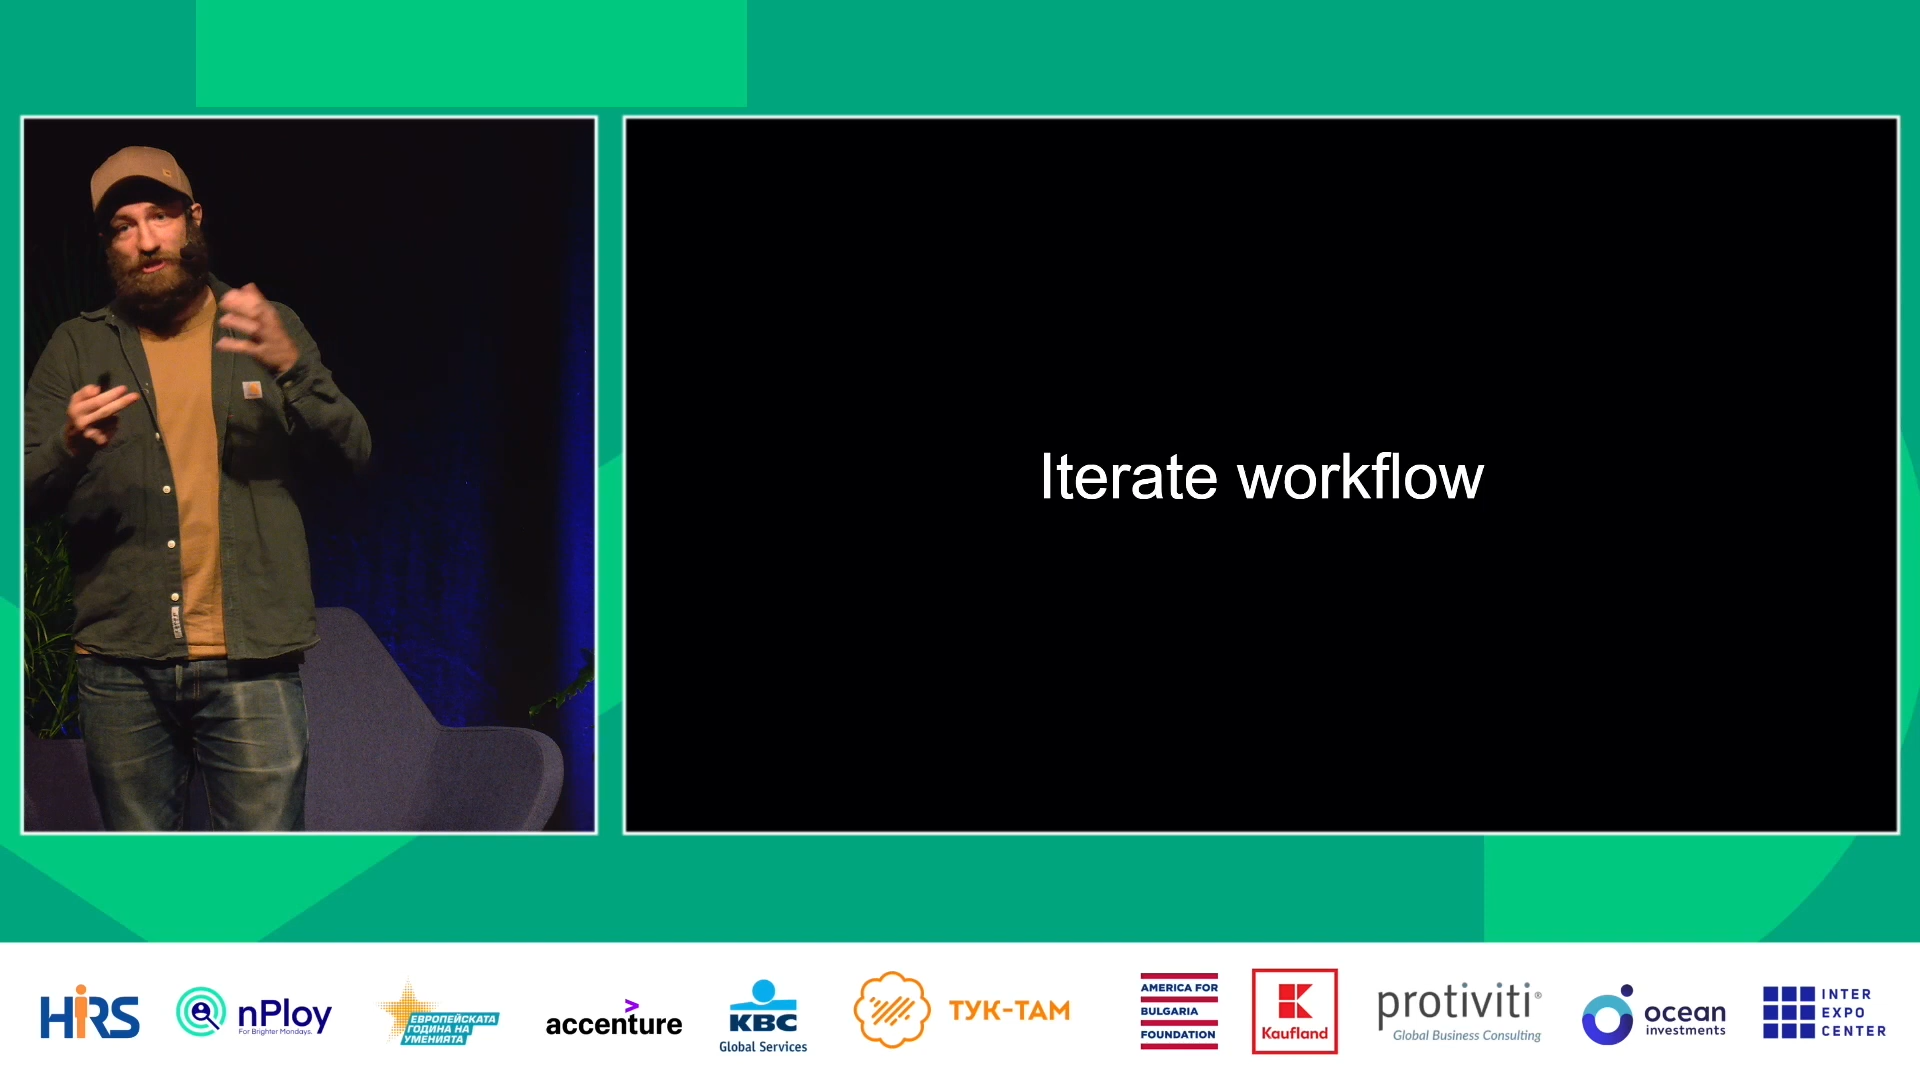 Iterate workflow
HRS
nPloy
For Brighter Mondays.
ЕВРОПЕЙСКАТА
ГОДИНА НА
УМЕНИЯТА
accenture
KBC
Global Services
ТУК-ТАМ
AMERICA FOR
BULGARIA
FOUNDATION
Kaufland
protiviti®
Global Business Consulting
ocean
investments
INTER
EXPO
CENTER